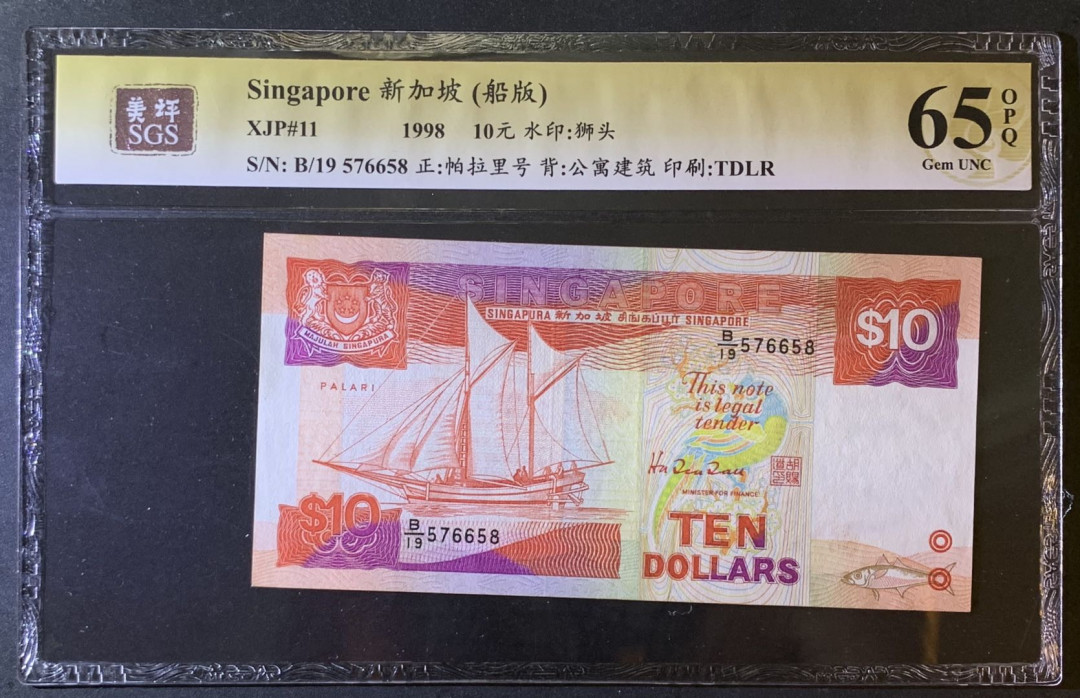 美评
SGS
Singapore 新加坡 (船版)
XJP#11 1998 10元 水印:狮头
S/N: B/19 576658 正:帕拉里号 背:公寓建筑 印刷:TDLR
65
OPQ
Gem UNC
MAJULAH SINGAPURA
SINGAPORE
SINGAPURA 新加坡 சிங்கப்பூர் SINGAPORE
$10
B/19 576658
PALARI
This note
is legal
tender
MINISTER FOR FINANCE
$10
B/19 576658
TEN
DOLLARS